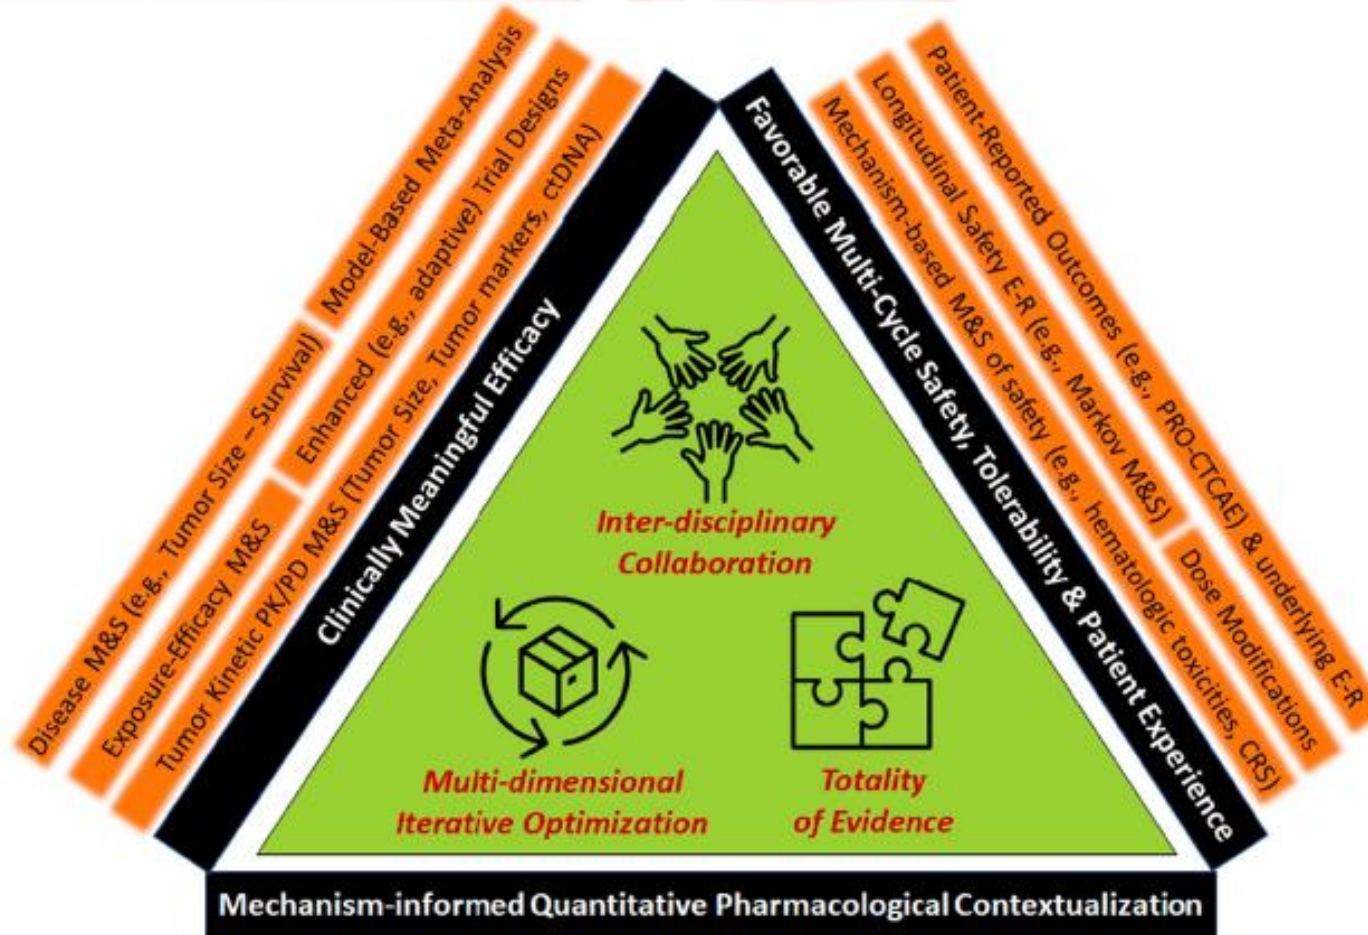 Disease M&S (e.g., Tumor Size – Survival)
Model-Based Meta-Analysis
Exposure-Efficacy M&S
Enhanced (e.g., adaptive) Trial Designs
Tumor Kinetic PK/PD M&S (Tumor Size, Tumor markers, ctDNA)
Clinically Meaningful Efficacy
Favorable Multi-Cycle Safety, Tolerability & Patient Experience
Mechanism-based M&S of safety (e.g., hematologic toxicities, CRS)
Longitudinal Safety E-R (e.g., Markov M&S)
Dose Modifications
Patient-Reported Outcomes (e.g., PRO-CTCAE) & underlying E-R
Inter-disciplinary
Collaboration
Multi-dimensional
Iterative Optimization
Totality
of Evidence
Mechanism-informed Quantitative Pharmacological Contextualization